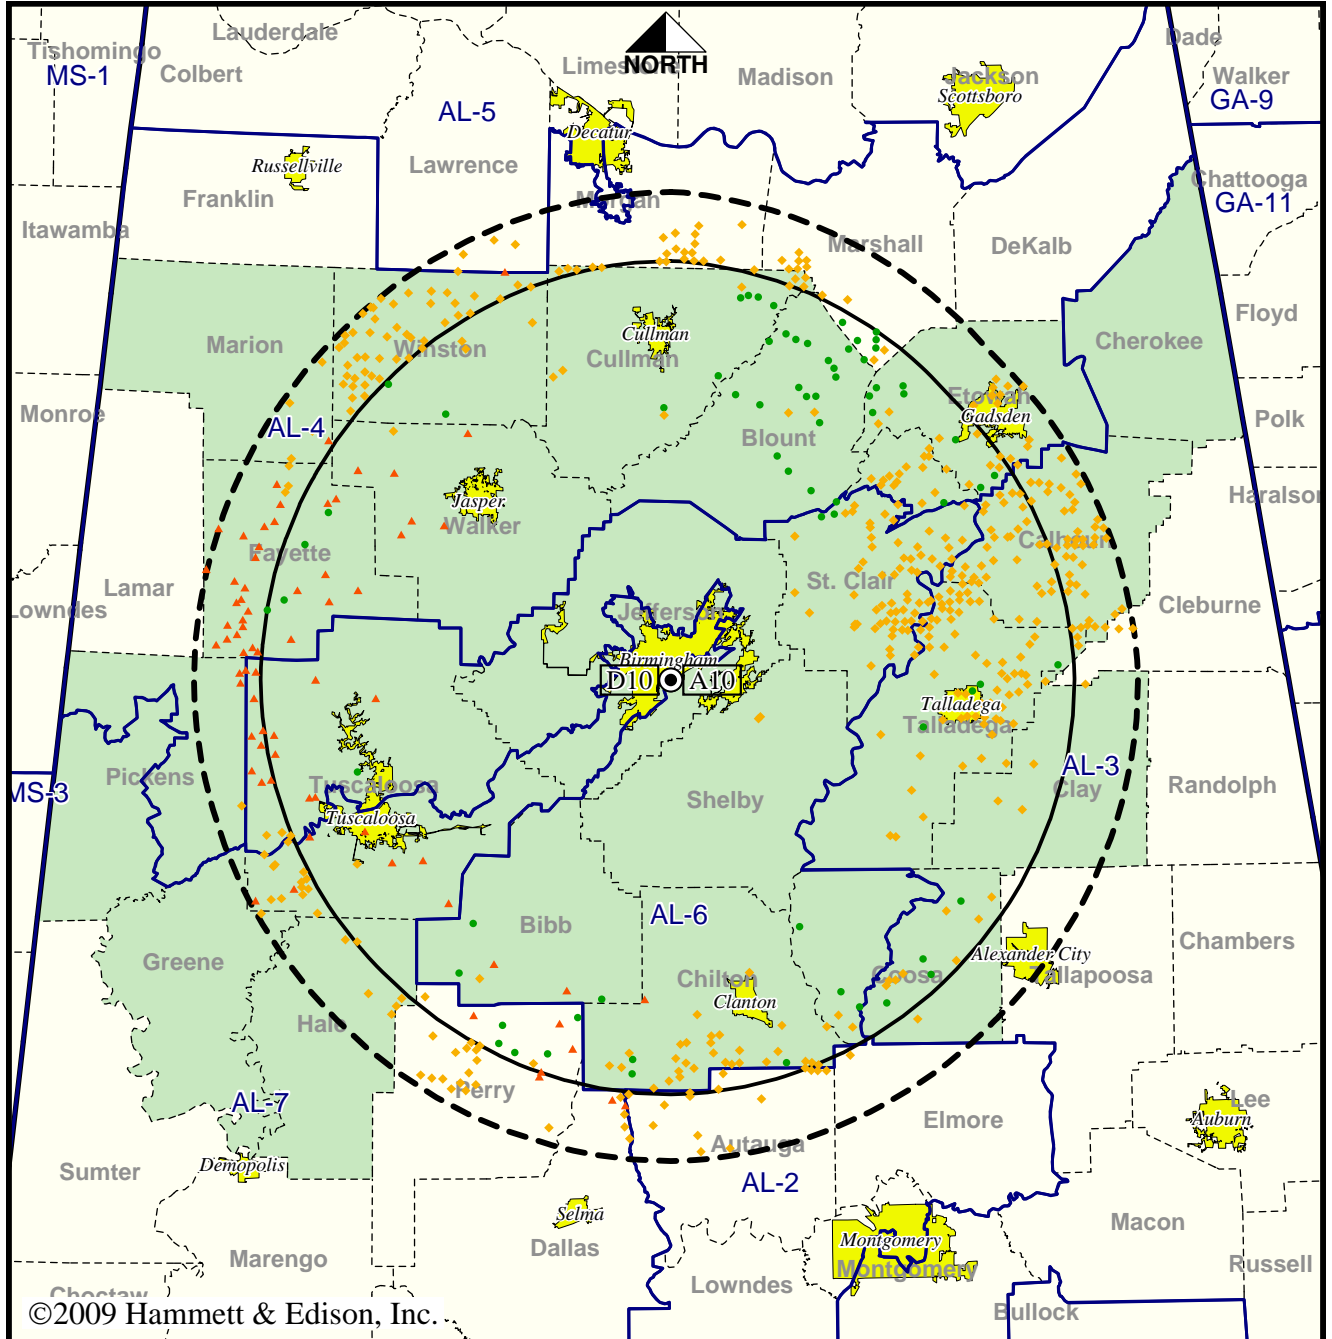 Lauderdale
Tishomingo
MS-1
Colbert
Limestone
NORTH
Madison
Jackson
Scottsboro
Dade
Walker
GA-9
AL-5
Decatur
Russellville
Lawrence
Franklin
Morgan
Chattooga
GA-11
Itawamba
Marshall
DeKalb
Floyd
Marion
Winston
Cullman
Cullman
Cherokee
Monroe
Etowah
Gadsden
Polk
AL-4
Blount
Jasper
Walker
Haralson
Fayette
Calhoun
Lamar
St. Clair
Lowndes
Jefferson
Cleburne
Birmingham
D10
A10
Talladega
Talladega
AL-3
Pickens
MS-3
Tuscaloosa
Tuscaloosa
Shelby
Clay
Randolph
Bibb
AL-6
Greene
Chilton
Clanton
Coosa
Alexander City
Tallapoosa
Chambers
Hale
Perry
AL-7
Autauga
Elmore
Lee
Auburn
Sumter
Demopolis
AL-2
Selma
Dallas
Marengo
Montgomery
Montgomery
Macon
Russell
Lowndes
Choctaw
Bullock
©2009 Hammett & Edison, Inc.